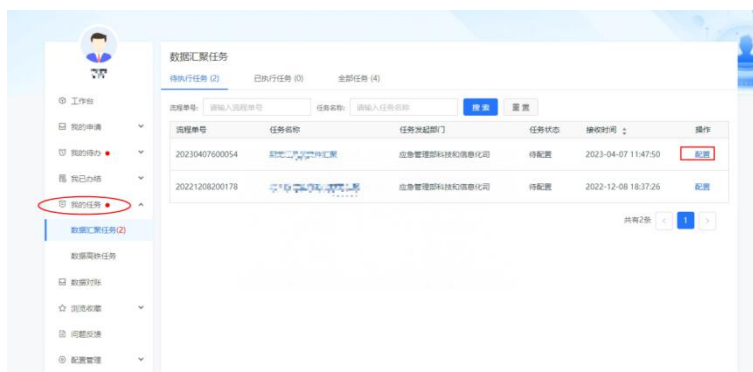 数据汇聚任务
待执行任务 (2) 已执行任务 (0) 全部任务 (4)
流程单号: 请输入流程单号 任务名称: 请输入任务名称 搜索 重置
流程单号 任务名称 任务发起部门 任务状态 接收时间 操作
20230407600054 应急管理部科技和信息化司 待配置 2023-04-07 11:47:50 配置
20221208200178 应急管理部科技和信息化司 待配置 2022-12-08 18:37:26 配置
共有2条 < 1 >
工作台
我的申请
我的待办
我已办结
我的任务
数据汇聚任务(2)
数据需缺任务
数据对账
浏览收藏
问题反馈
配置管理